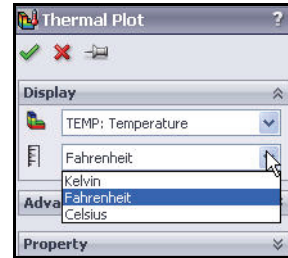 Thermal Plot ?
Display
TEMP: Temperature
Fahrenheit
Kelvin
Fahrenheit
Celsius
Adva
Property